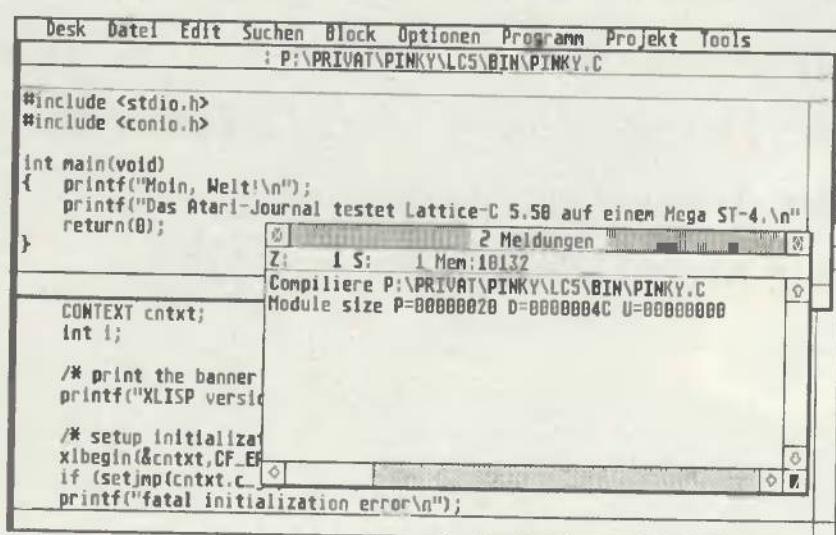 Desk Datei Edit Suchen Block Optionen Programm Projekt Tools
: P:\PRIVAT\PINKY\LC5\BIN\PINKY.C
#include <stdio.h>
#include <conio.h>
int main(void)
{ printf("Moin, Welt!\n");
printf("Das Atari-Journal testet Lattice-C 5.50 auf einem Mega ST-4.\n"
return(0);
}
2 Meldungen
Z: 1 S: 1 Mem:10132
Compiliere P:\PRIVAT\PINKY\LC5\BIN\PINKY.C
Module size P=00000020 D=0000004C U=00000000
CONTEXT cntxt;
int i;
/* print the banner
printf("XLISP versio
/* setup initializat
xlbegin(&cntxt,CF_
if (setjmp(cntxt.c_
printf("fatal initialization error\n");